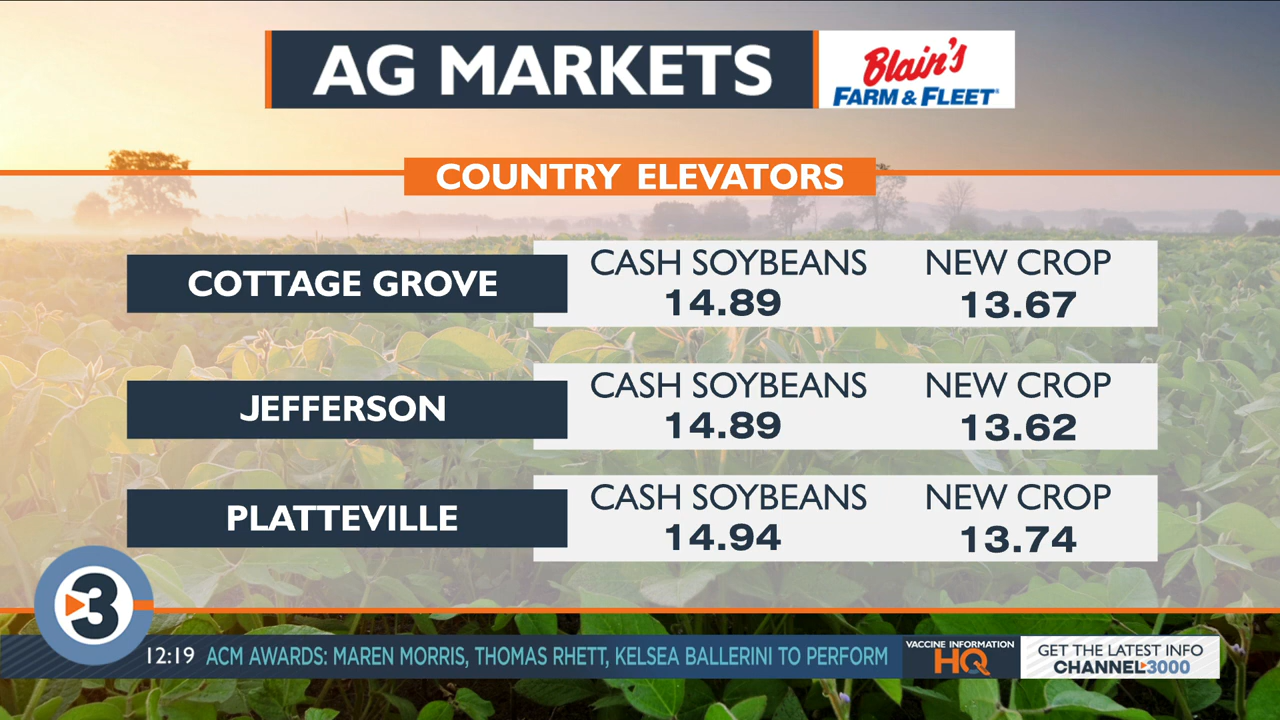 AG MARKETS
Blain's
FARM & FLEET
COUNTRY ELEVATORS
COTTAGE GROVE
CASH SOYBEANS
14.89
NEW CROP
13.67
JEFFERSON
CASH SOYBEANS
14.89
NEW CROP
13.62
PLATTEVILLE
CASH SOYBEANS
14.94
NEW CROP
13.74
3
12:19
ACM AWARDS: MAREN MORRIS, THOMAS RHETT, KELSEA BALLERINI TO PERFORM
VACCINE INFORMATION
HQ
GET THE LATEST INFO
CHANNEL3000